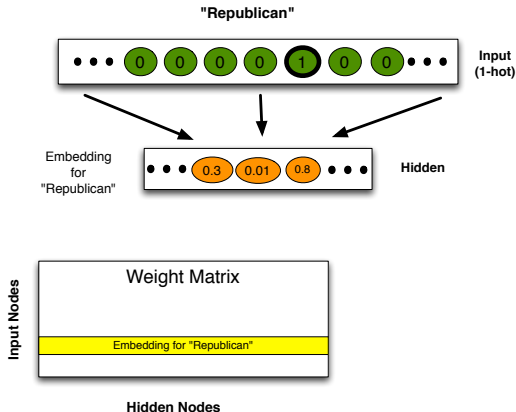 "Republican"
••• 0 0 0 0 1 0 0 •••
Input
(1-hot)
Embedding
for
"Republican"
••• 0.3 0.01 0.8 •••
Hidden
Weight Matrix
Input Nodes
Embedding for "Republican"
Hidden Nodes